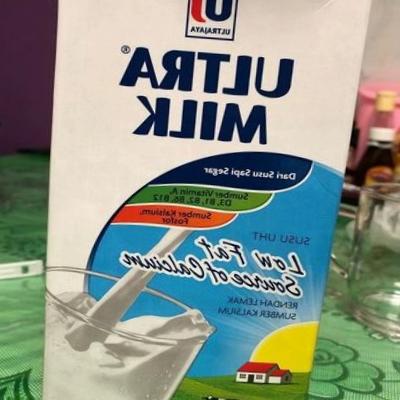 ULTRAJAYA
ULTRA®
MILK
Dari Susu Sapi Segar
Sumber Vitamin A,
D3, B1, B2, B6, B12
Sumber Kalsium,
Fosfor
SUSU UHT
Low Fat
Source of Calcium
RENDAH LEMAK
SUMBER KALSIUM